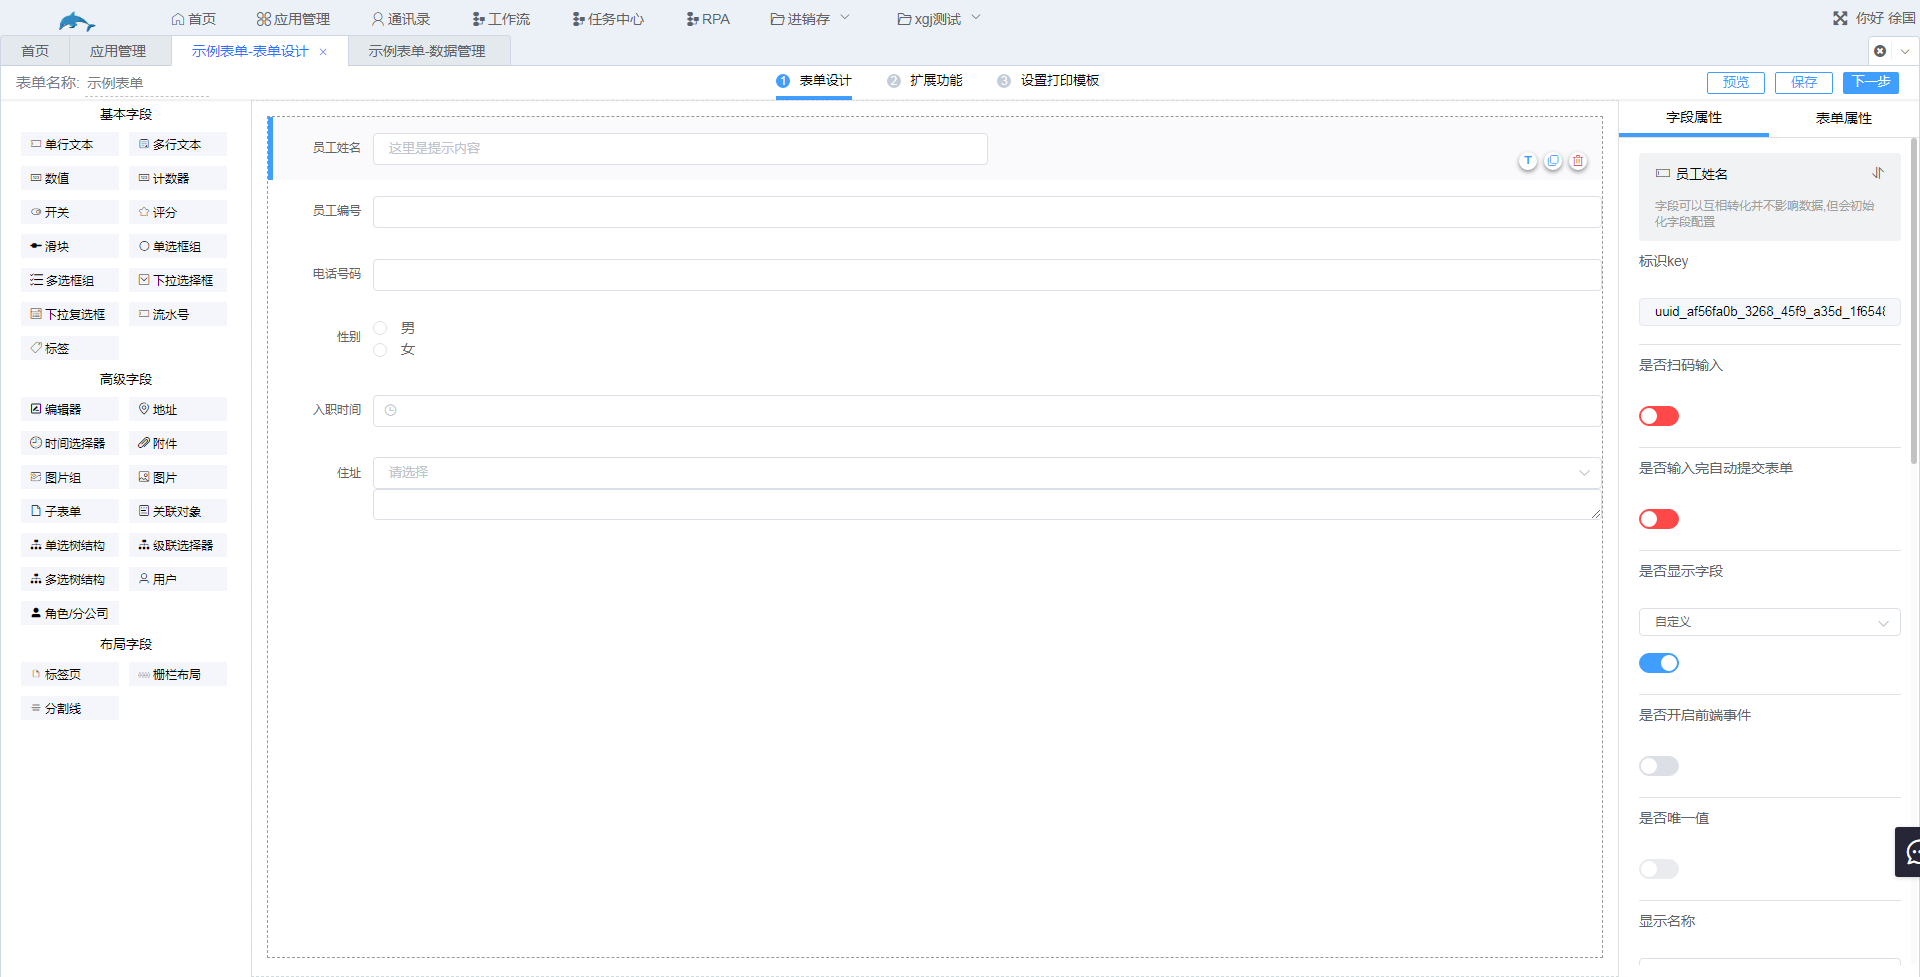 首页 应用管理 通讯录 工作流 任务中心 RPA 进销存 xgj测试 你好 徐国
首页 应用管理 示例表单-表单设计 × 示例表单-数据管理
表单名称: 示例表单 1 表单设计 2 扩展功能 3 设置打印模板 预览 保存 下一步
基本字段
单行文本 多行文本
数值 计数器
开关 评分
滑块 单选框组
多选框组 下拉选择框
下拉复选框 流水号
标签
高级字段
编辑器 地址
时间选择器 附件
图片组 图片
子表单 关联对象
单选树结构 级联选择器
多选树结构 用户
角色/分公司
布局字段
标签页 栅栏布局
分割线
员工姓名 这里是提示内容
T
员工编号
电话号码
性别 男
女
入职时间
住址 请选择
字段属性 表单属性
员工姓名
字段可以互相转化并不影响数据,但会初始
化字段配置
标识key
uuid_af56fa0b_3268_45f9_a35d_1f6548
是否扫码输入
是否输入完自动提交表单
是否显示字段
自定义
是否开启前端事件
是否唯一值
显示名称